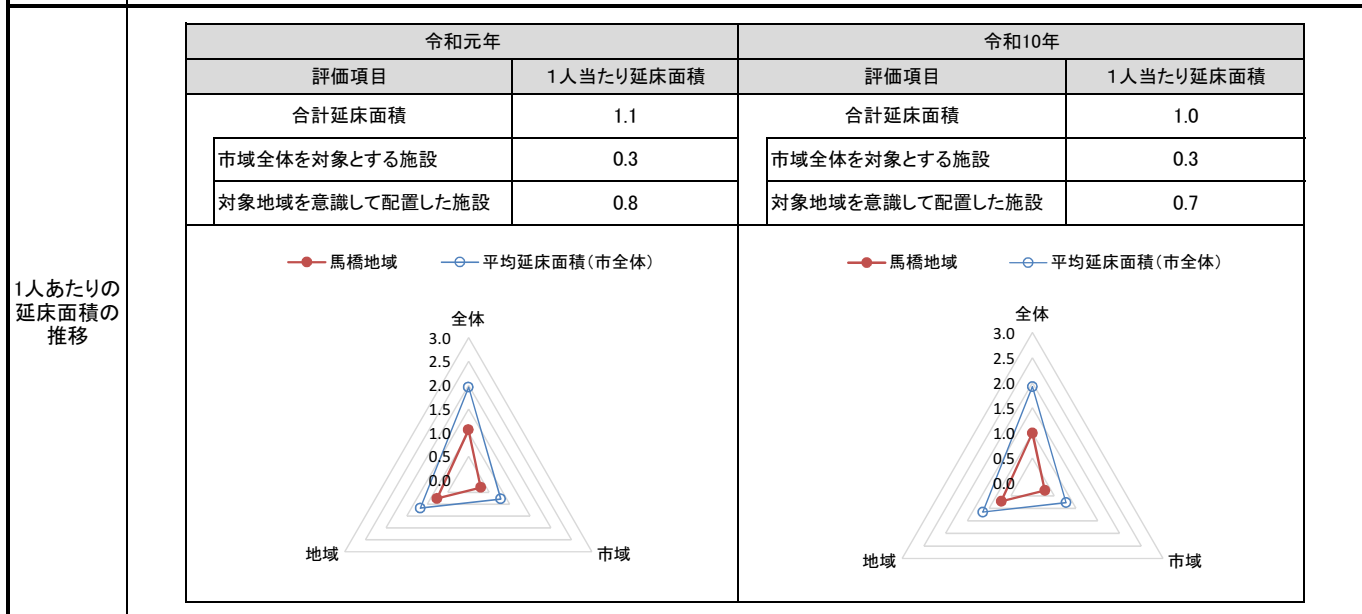 1人あたりの
延床面積の
推移
令和元年
令和10年
評価項目
1人当たり延床面積
評価項目
1人当たり延床面積
合計延床面積
1.1
合計延床面積
1.0
市域全体を対象とする施設
0.3
市域全体を対象とする施設
0.3
対象地域を意識して配置した施設
0.8
対象地域を意識して配置した施設
0.7
馬橋地域
平均延床面積(市全体)
全体
3.0
2.5
2.0
1.5
1.0
0.5
0.0
地域
市域
馬橋地域
平均延床面積(市全体)
全体
3.0
2.5
2.0
1.5
1.0
0.5
0.0
地域
市域